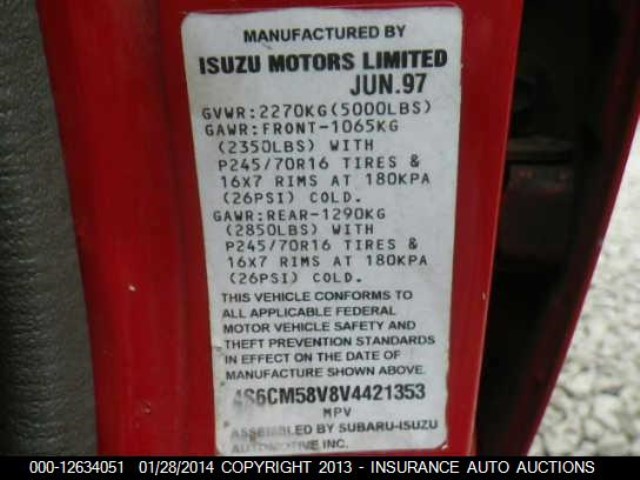 MANUFACTURED BY
ISUZU MOTORS LIMITED
JUN.97
GVWR:2270KG(5000LBS)
GAWR:FRONT-1065KG
(2350LBS) WITH
P245/70R16 TIRES &
16X7 RIMS AT 180KPA
(26PSI) COLD.
GAWR:REAR-1290KG
(2850LBS) WITH
P245/70R16 TIRES &
16X7 RIMS AT 180KPA
(26PSI) COLD.
THIS VEHICLE CONFORMS TO
ALL APPLICABLE FEDERAL
MOTOR VEHICLE SAFETY AND
THEFT PREVENTION STANDARDS
IN EFFECT ON THE DATE OF
MANUFACTURE SHOWN ABOVE.
4S6CM58V8V4421353
MPV
ASSEMBLED BY SUBARU-ISUZU
AUTOMOTIVE INC.
000-12634051 01/28/2014 COPYRIGHT 2013 - INSURANCE AUTO AUCTIONS